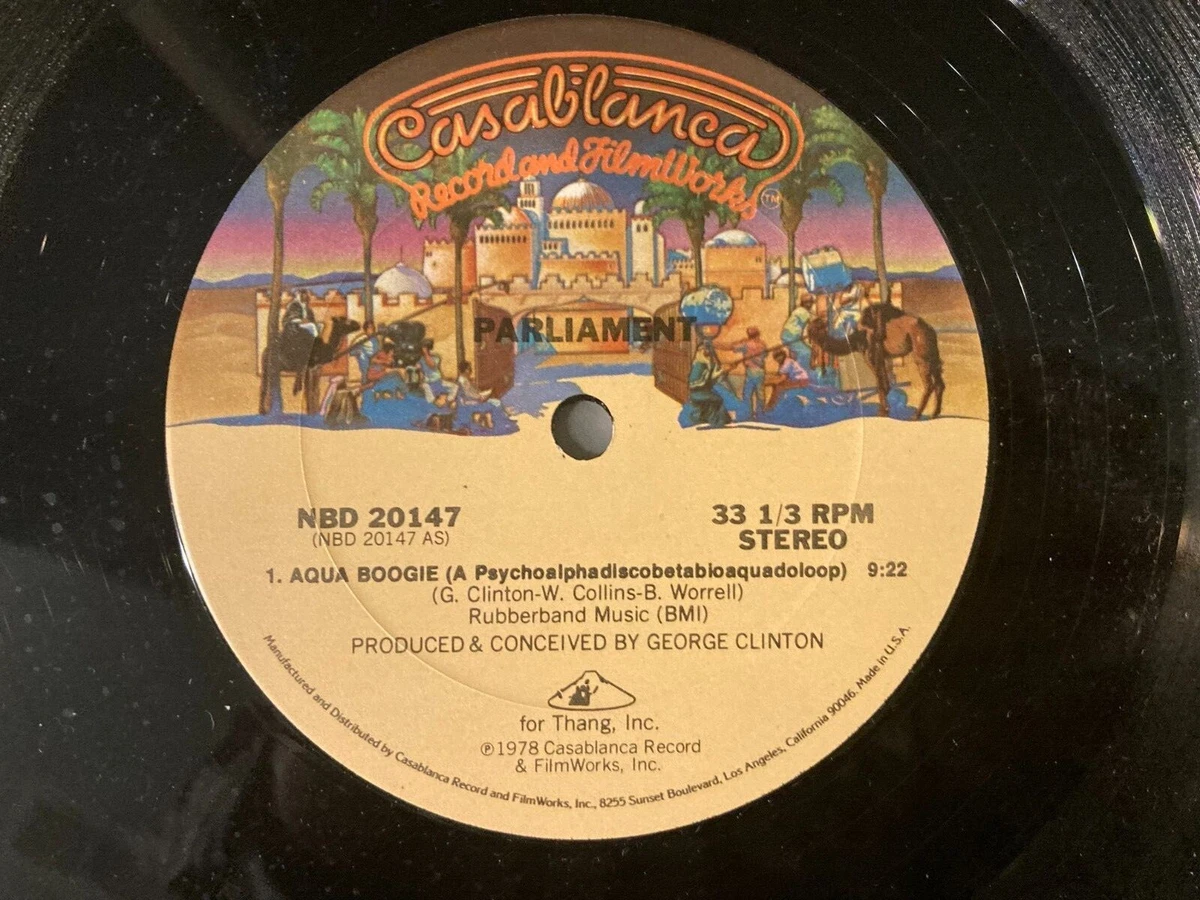 Casablanca
Record and FilmWorks TM
PARLIAMENT
NBD 20147
(NBD 20147 AS)
33 1/3 RPM
STEREO
1. AQUA BOOGIE (A Psychoalphadiscobetabioaquadoloop) 9:22
(G. Clinton-W. Collins-B. Worrell)
Rubberband Music (BMI)
PRODUCED & CONCEIVED BY GEORGE CLINTON
for Thang, Inc.
℗1978 Casablanca Record
& FilmWorks, Inc.
Manufactured and Distributed by Casablanca Record and FilmWorks, Inc., 8255 Sunset Boulevard, Los Angeles, California 90046. Made in U.S.A.